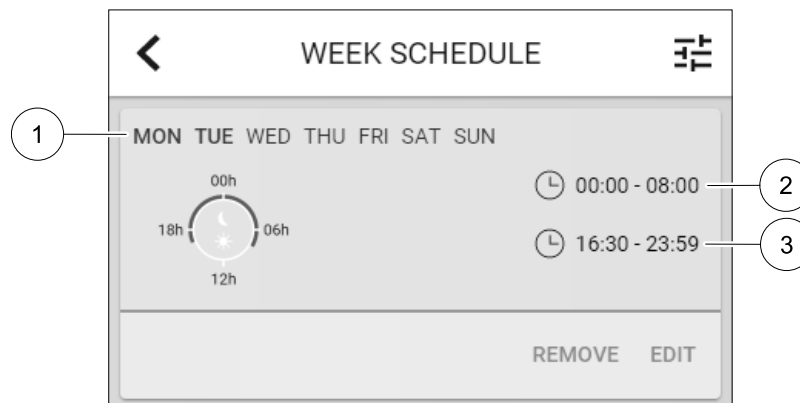 WEEK SCHEDULE
1
MON TUE WED THU FRI SAT SUN
00h
18h 06h
12h
00:00 - 08:00 2
16:30 - 23:59 3
REMOVE EDIT